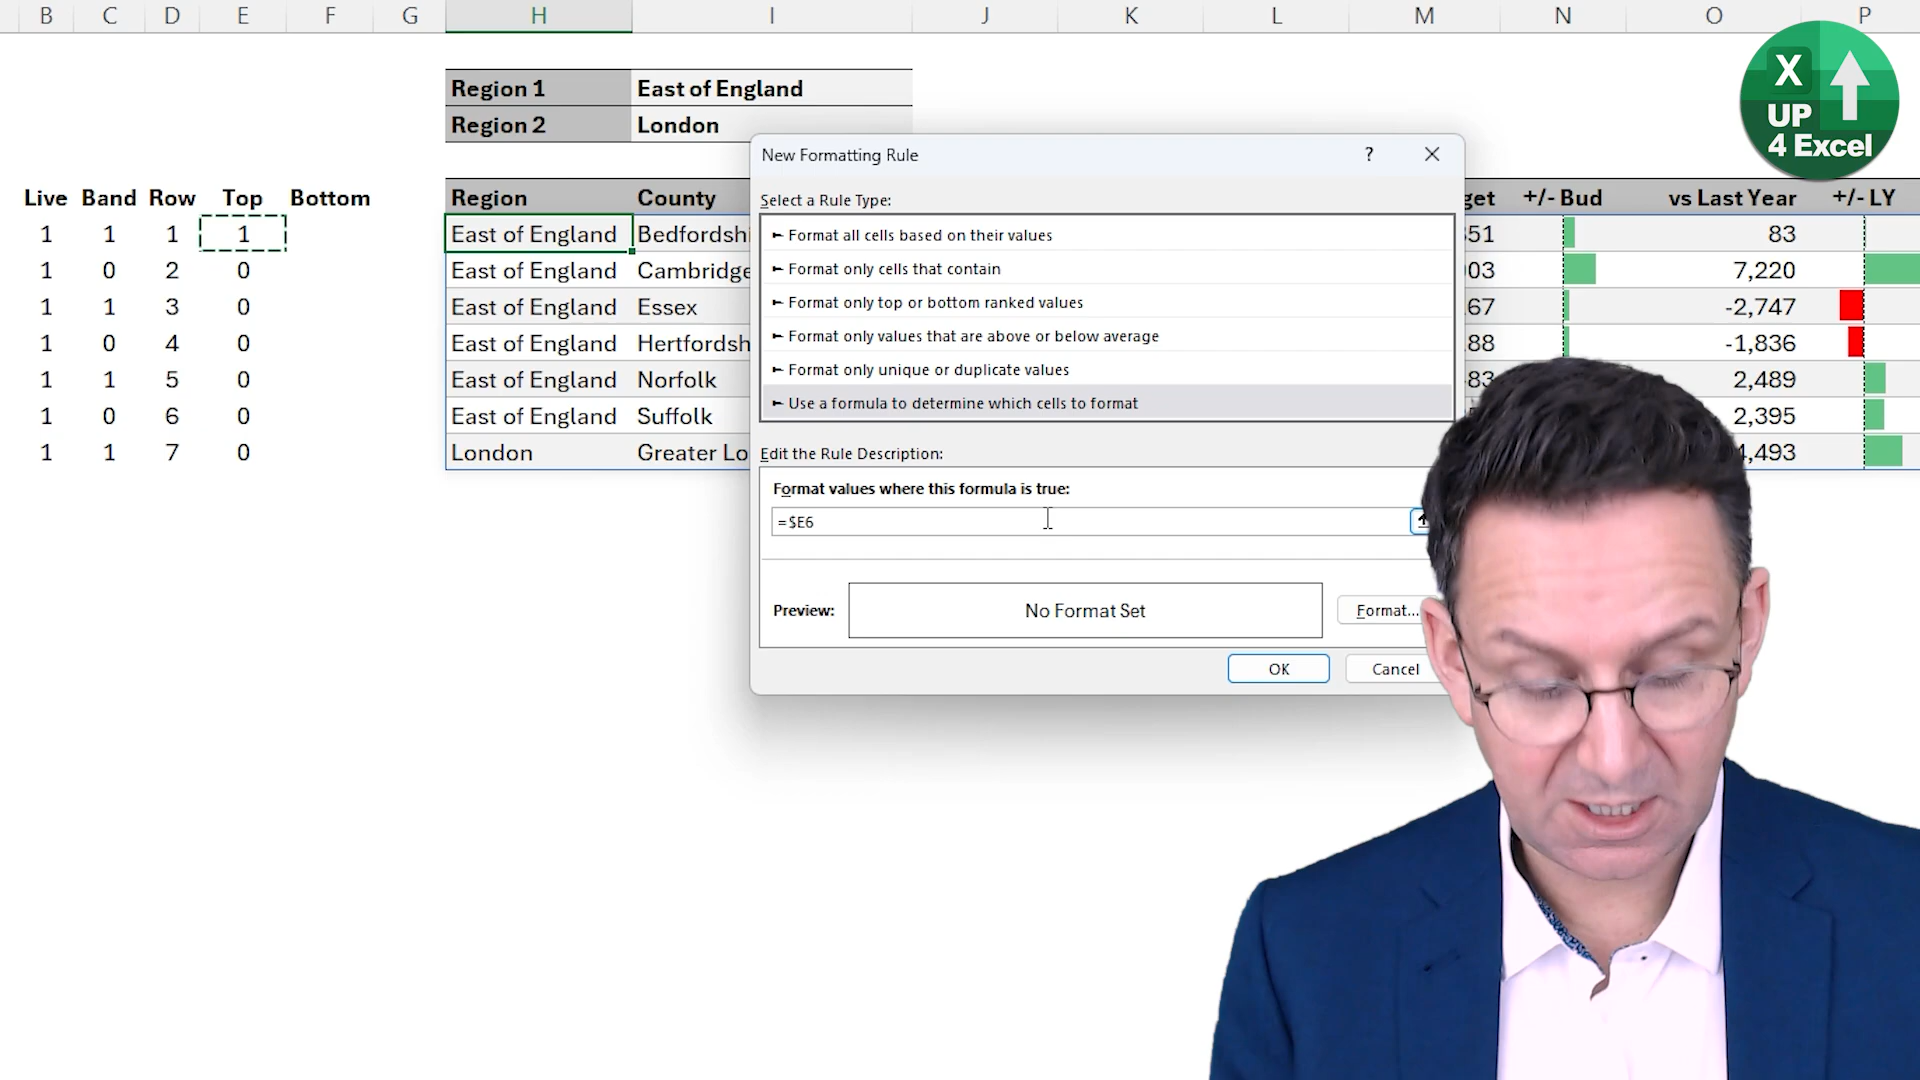 B C D E F G H I J K L M N O P
X
UP
4 Excel
Region 1 East of England
Region 2 London
Live Band Row Top Bottom Region County get +/- Bud vs Last Year +/- LY
1 1 1 1 East of England Bedfordshi 351 83
1 0 2 0 East of England Cambridge 03 7,220
1 1 3 0 East of England Essex 67 -2,747
1 0 4 0 East of England Hertfordsh 88 -1,836
1 1 5 0 East of England Norfolk 83 2,489
1 0 6 0 East of England Suffolk 2,395
1 1 7 0 London Greater Lo 4,493
New Formatting Rule ?
Select a Rule Type:
► Format all cells based on their values
► Format only cells that contain
► Format only top or bottom ranked values
► Format only values that are above or below average
► Format only unique or duplicate values
► Use a formula to determine which cells to format
Edit the Rule Description:
Format values where this formula is true:
=$E6
Preview: No Format Set Format...
OK Cancel